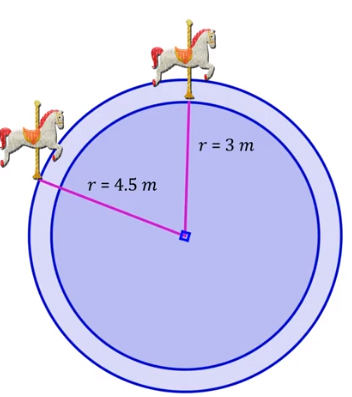 r = 3 m
r = 4.5 m